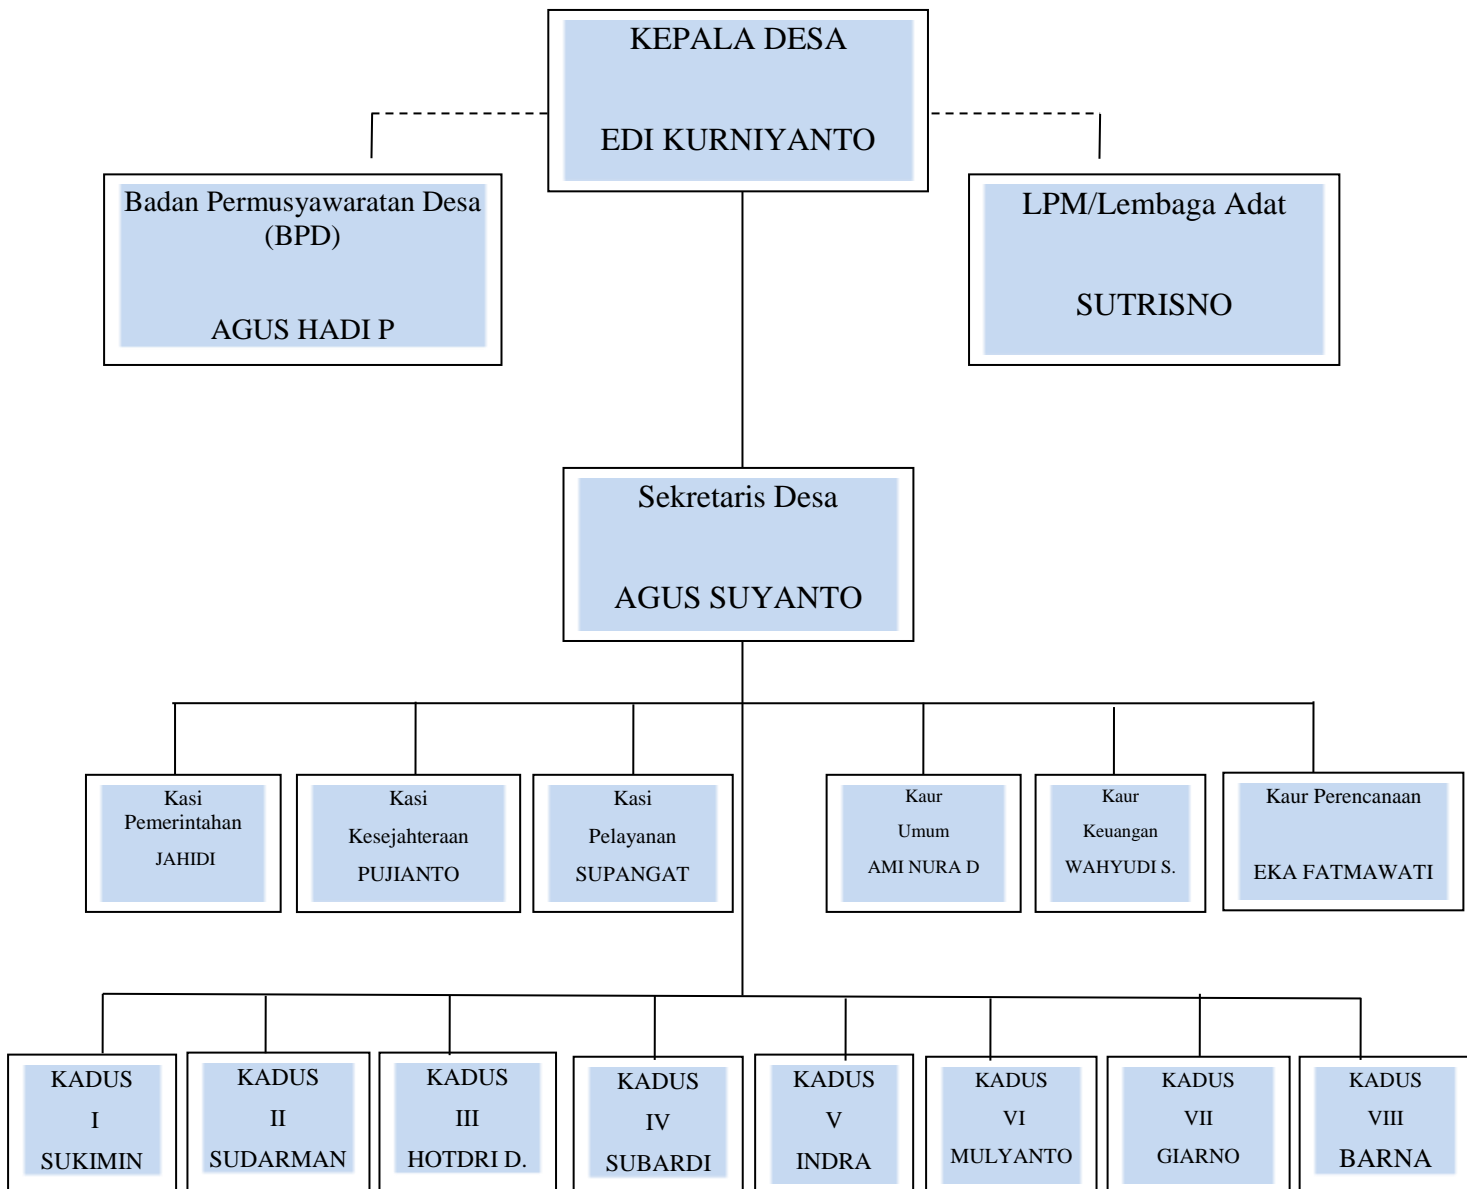 KEPALA DESA
EDI KURNIYANTO
Badan Permusyawaratan Desa
(BPD)
AGUS HADI P
LPM/Lembaga Adat
SUTRISNO
Sekretaris Desa
AGUS SUYANTO
Kasi
Pemerintahan
JAHIDI
Kasi
Kesejahteraan
PUJIANTO
Kasi
Pelayanan
SUPANGAT
Kaur
Umum
AMI NURA D
Kaur
Keuangan
WAHYUDI S.
Kaur Perencanaan
EKA FATMAWATI
KADUS
I
SUKIMIN
KADUS
II
SUDARMAN
KADUS
III
HOTDRI D.
KADUS
IV
SUBARDI
KADUS
V
INDRA
KADUS
VI
MULYANTO
KADUS
VII
GIARNO
KADUS
VIII
BARNA